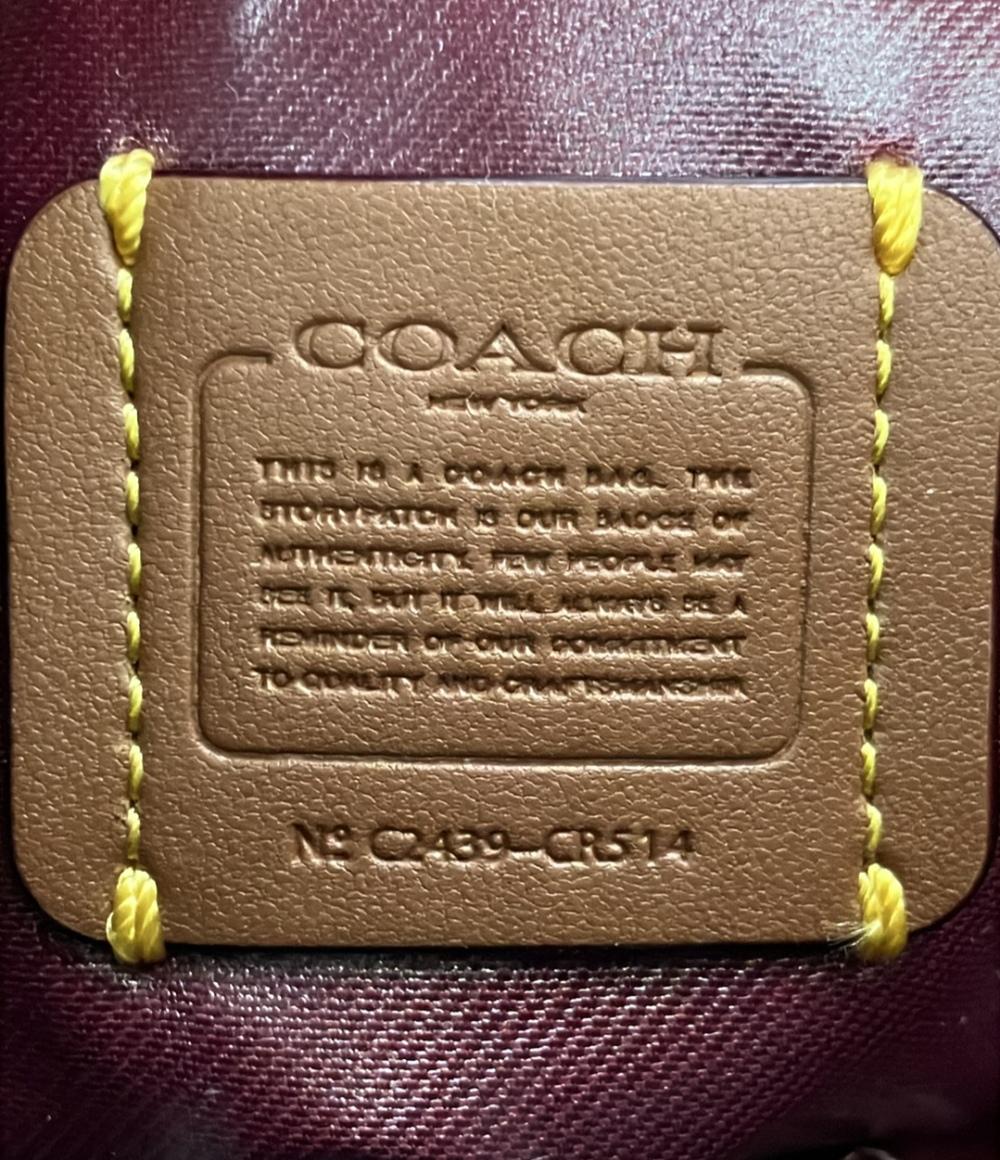 COACH
NEW YORK
THIS IS A COACH BAG. THE
STORYPATCH IS OUR BADGE OF
AUTHENTICITY. FEW PEOPLE MAY
SEE IT, BUT IT WILL ALWAYS BE A
REMINDER OF OUR COMMITMENT
TO QUALITY AND CRAFTSMANSHIP.
Nº C2439-CR514